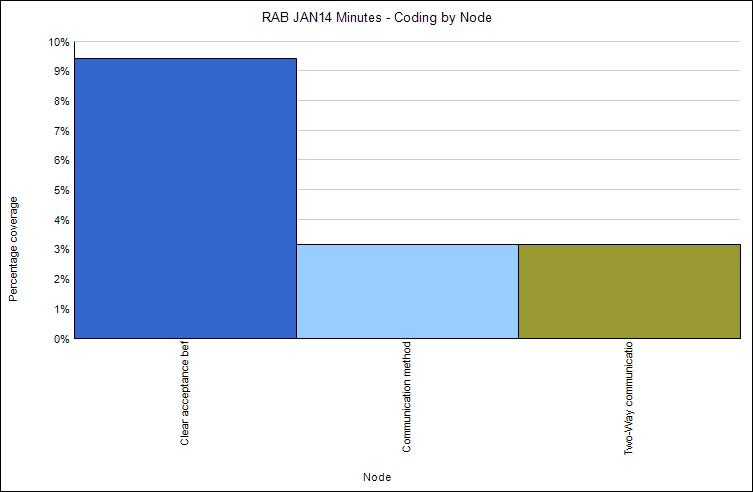 RAB JAN14 Minutes - Coding by Node
10%
9%
8%
7%
6%
5%
4%
3%
2%
1%
0%
Percentage coverage
Clear acceptance bef
Communication method
Two-Way communicatio
Node